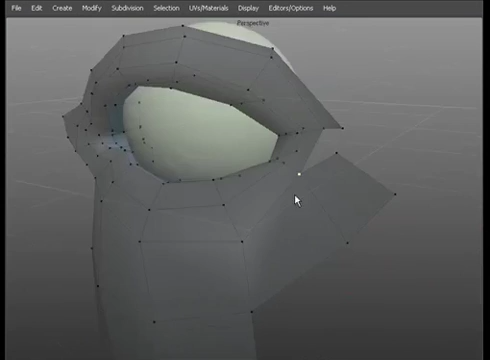 File Edit Create Modify Subdivision Selection UVs/Materials Display Editors/Options Help
Perspective